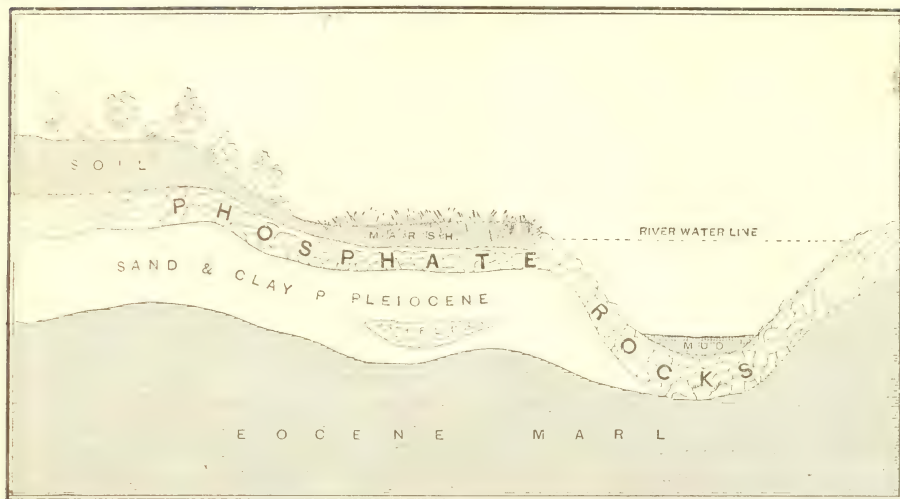 SOIL
PHOSPHATE ROCKS
MARSH.
RIVER WATER LINE
SAND & CLAY P PLEIOCENE
MUD
EOCENE MARL